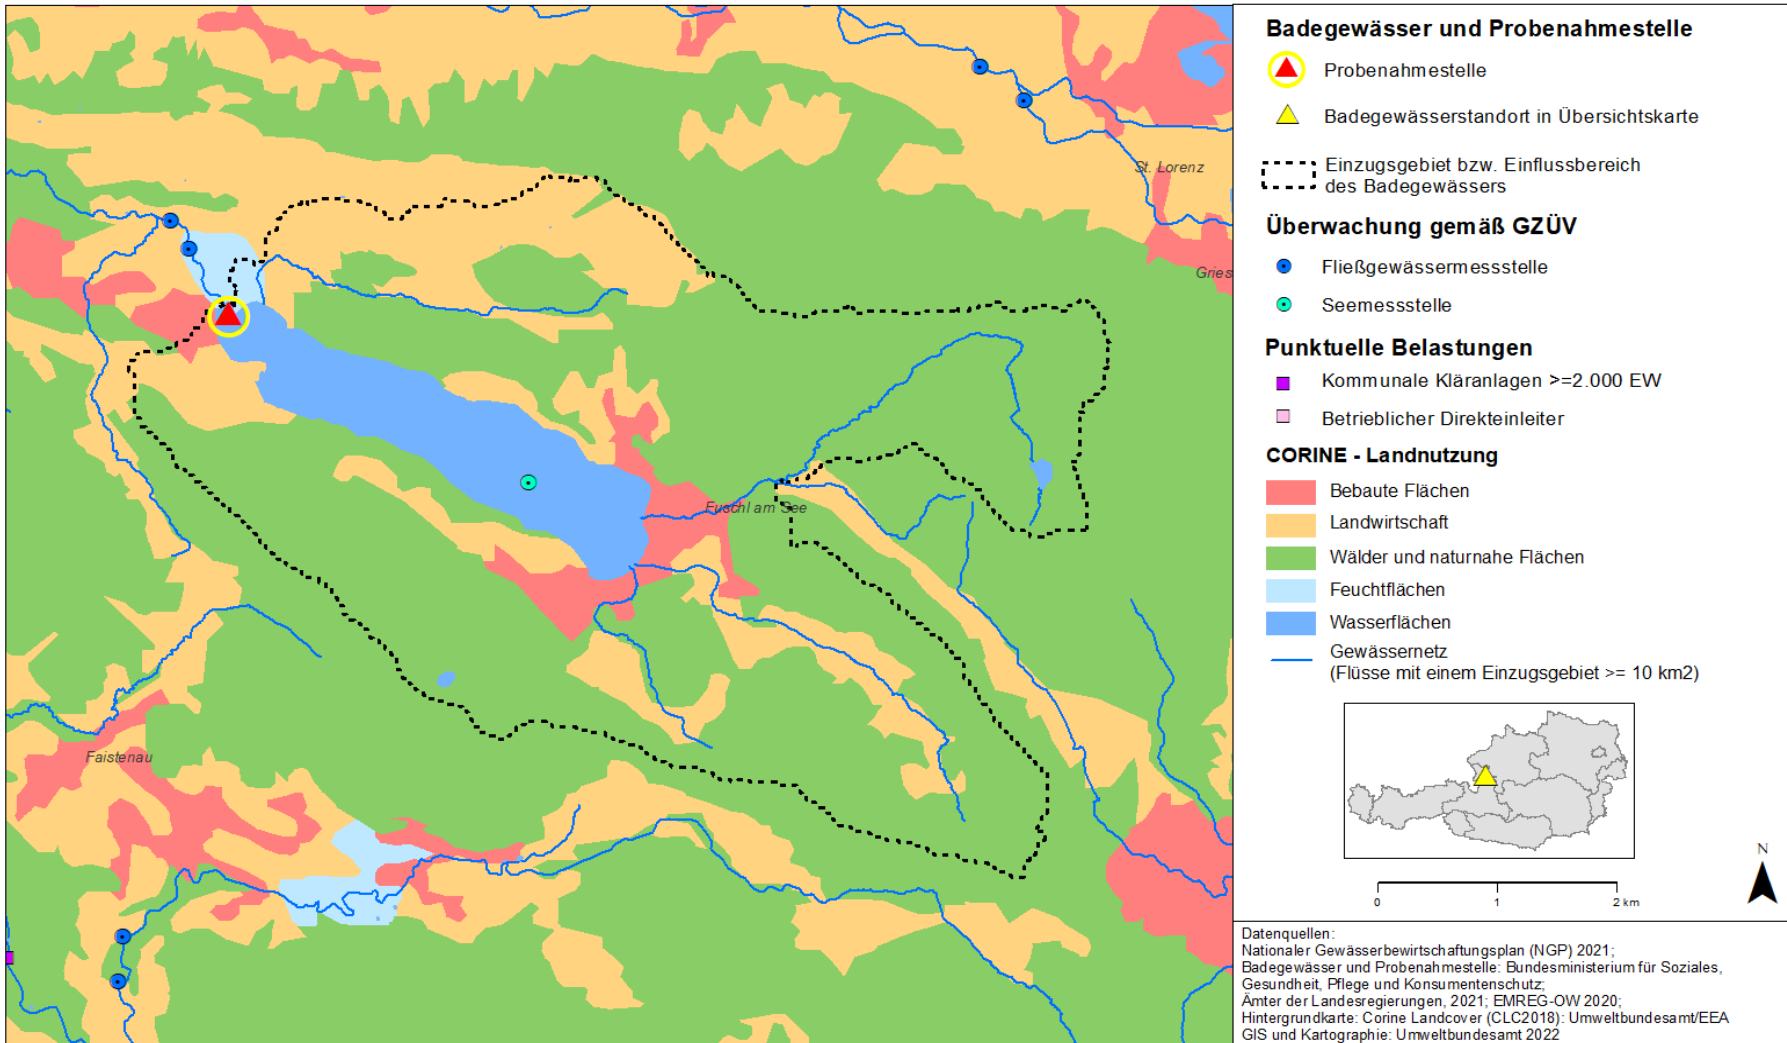 St. Lorenz
Gries
Fuschl am See
Faistenau
Badegewässer und Probenahmestelle
Probenahmestelle
Badegewässerstandort in Übersichtskarte
Einzugsgebiet bzw. Einflussbereich
des Badegewässers
Überwachung gemäß GZÜV
Fließgewässermessstelle
Seemessstelle
Punktuelle Belastungen
Kommunale Kläranlagen >=2.000 EW
Betrieblicher Direkteinleiter
CORINE - Landnutzung
Bebaute Flächen
Landwirtschaft
Wälder und naturnahe Flächen
Feuchtflächen
Wasserflächen
Gewässernetz
(Flüsse mit einem Einzugsgebiet >= 10 km2)
N
0 1 2 km
Datenquellen:
Nationaler Gewässerbewirtschaftungsplan (NGP) 2021;
Badegewässer und Probenahmestelle: Bundesministerium für Soziales,
Gesundheit, Pflege und Konsumentenschutz;
Ämter der Landesregierungen, 2021; EMREG-OW 2020;
Hintergrundkarte: Corine Landcover (CLC2018): Umweltbundesamt/EEA
GIS und Kartographie: Umweltbundesamt 2022